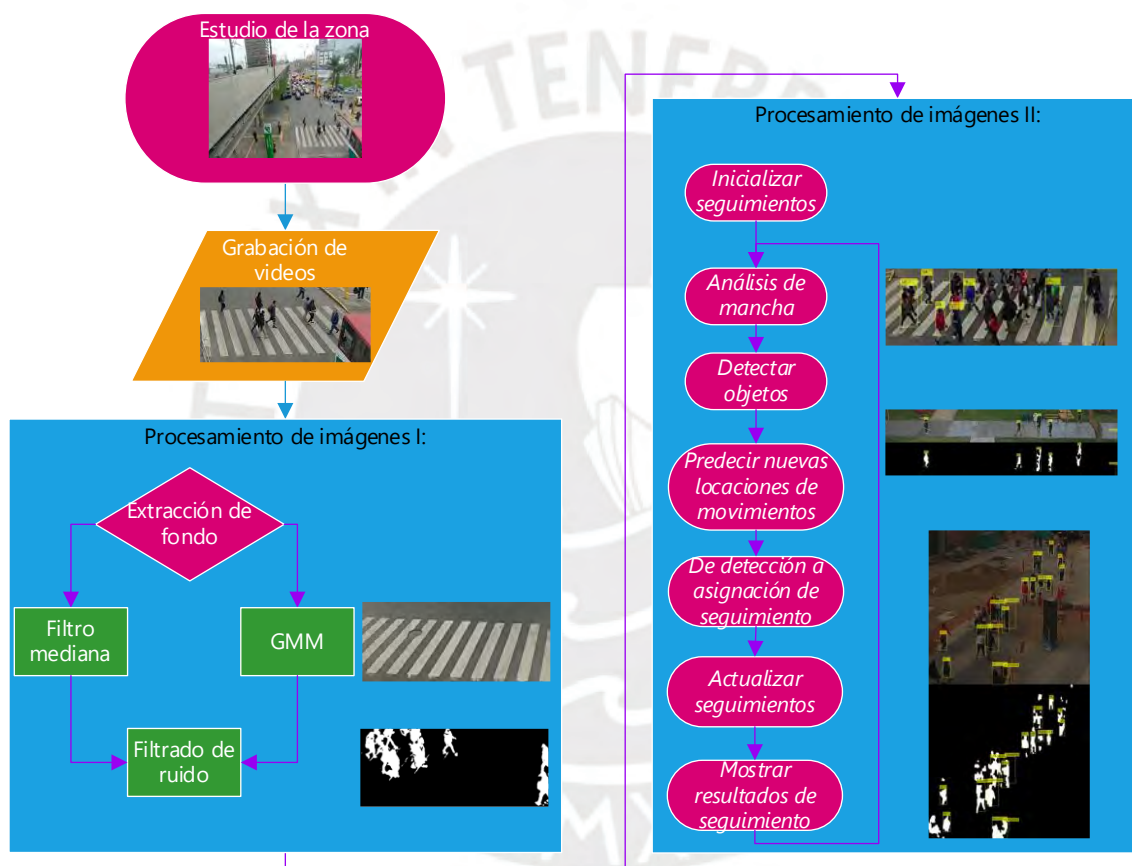 Estudio de la zona
Grabación de
videos
Procesamiento de imágenes I:
Extracción de
fondo
Filtro
mediana
GMM
Filtrado de
ruido
Procesamiento de imágenes II:
Inicializar
seguimientos
Análisis de
mancha
Detectar
objetos
Predecir nuevas
locaciones de
movimientos
De detección a
asignación de
seguimiento
Actualizar
seguimientos
Mostrar
resultados de
seguimiento
TENEB